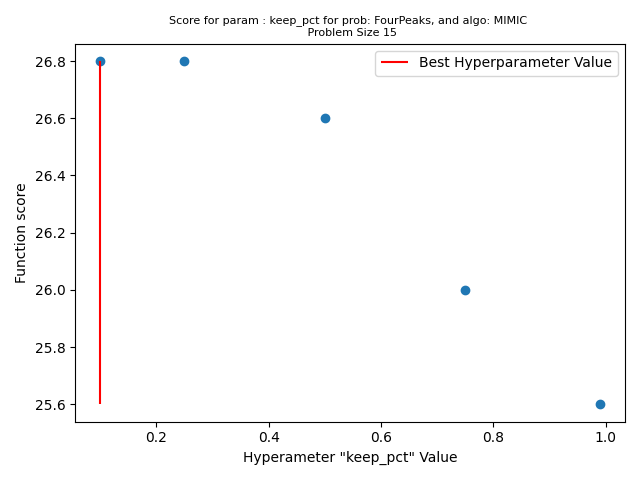 Score for param : keep_pct for prob: FourPeaks, and algo: MIMIC
Problem Size 15
Best Hyperparameter Value
26.8
26.6
26.4
26.2
26.0
25.8
25.6
Function score
0.2 0.4 0.6 0.8 1.0
Hyperameter "keep_pct" Value